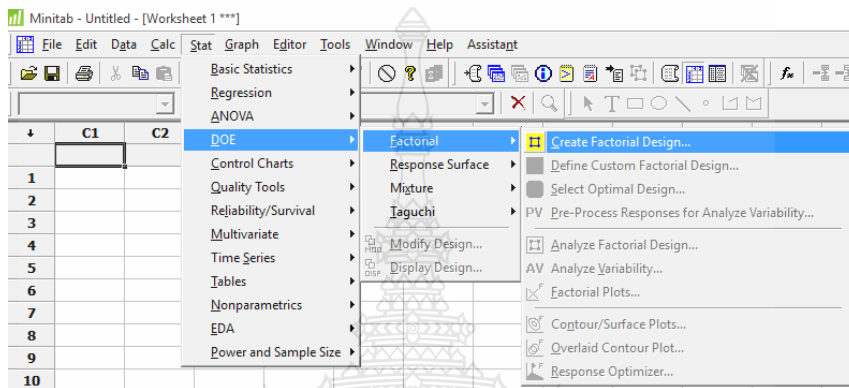 Minitab - Untitled - [Worksheet 1 ***]
File Edit Data Calc Stat Graph Editor Tools Window Help Assistant
C1 C2
1
2
3
4
5
6
7
8
9
10
Basic Statistics
Regression
ANOVA
DOE
Control Charts
Quality Tools
Reliability/Survival
Multivariate
Time Series
Tables
Nonparametrics
EDA
Power and Sample Size
Factorial
Response Surface
Mixture
Taguchi
Modify Design...
Display Design...
Create Factorial Design...
Define Custom Factorial Design...
Select Optimal Design...
PV Pre-Process Responses for Analyze Variability...
Analyze Factorial Design...
AV Analyze Variability...
Factorial Plots...
Contour/Surface Plots...
Overlaid Contour Plot...
Response Optimizer...